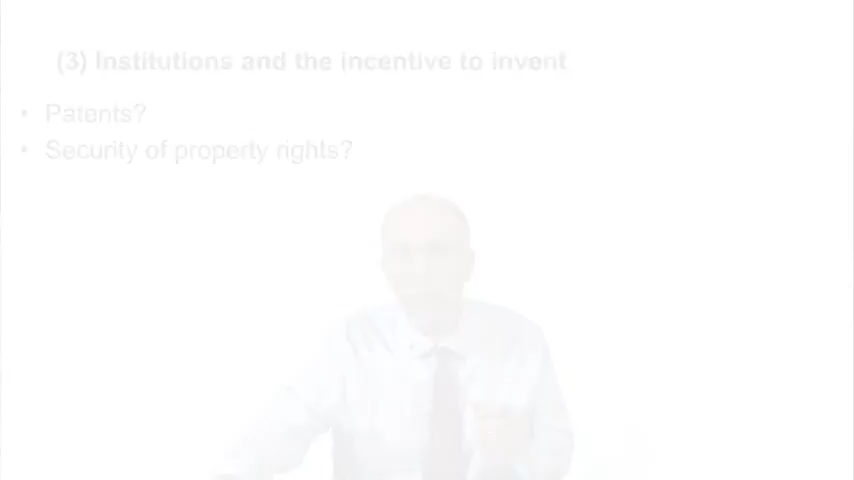 (3) Institutions and the incentive to invent
• Patents?
• Security of property rights?